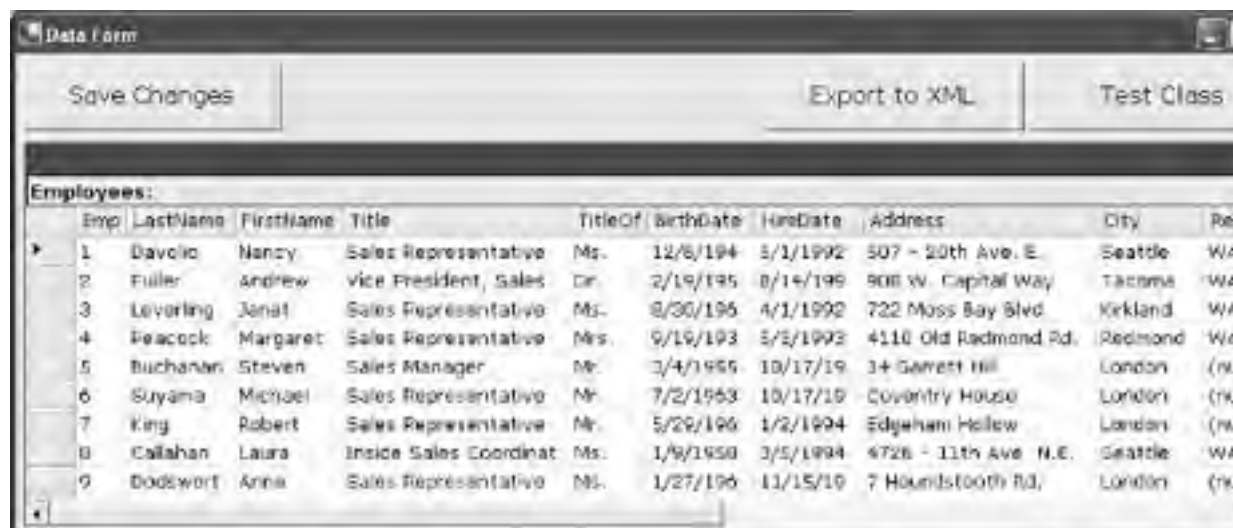 Data Form
Save Changes Export to XML Test Class
Employees:
Emp LastName FirstName Title TitleOf BirthDate HireDate Address City Re
1 Davolio Nancy Sales Representative Ms. 12/8/194 5/1/1992 507 - 20th Ave. E. Seattle WA
2 Fuller Andrew Vice President, Sales Dr. 2/19/195 8/14/199 908 W. Capital Way Tacoma WA
3 Leverling Janet Sales Representative Ms. 8/30/196 4/1/1992 722 Moss Bay Blvd. Kirkland WA
4 Peacock Margaret Sales Representative Mrs. 9/19/193 5/3/1993 4110 Old Redmond Rd. Redmond WA
5 Buchanan Steven Sales Manager Mr. 3/4/1955 10/17/19 14 Garrett Hill London (nu
6 Suyama Michael Sales Representative Mr. 7/2/1963 10/17/19 Coventry House London (nu
7 King Robert Sales Representative Mr. 5/29/196 1/2/1994 Edgeham Hollow London (nu
8 Callahan Laura Inside Sales Coordinat Ms. 1/9/1958 3/5/1994 4726 - 11th Ave. N.E. Seattle WA
9 Dodswort Anne Sales Representative Ms. 1/27/196 11/15/19 7 Houndstooth Rd. London (nu